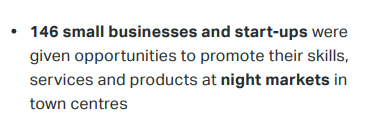 • 146 small businesses and start-ups were
given opportunities to promote their skills,
services and products at night markets in
town centres